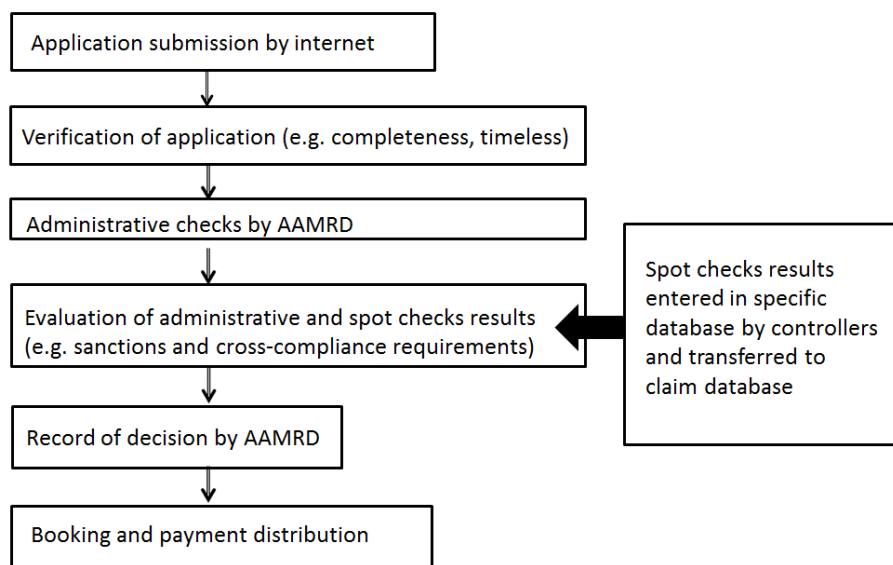 Application submission by internet
Verification of application (e.g. completeness, timeless)
Administrative checks by AAMRD
Evaluation of administrative and spot checks results
(e.g. sanctions and cross-compliance requirements)
Spot checks results
entered in specific
database by controllers
and transferred to
claim database
Record of decision by AAMRD
Booking and payment distribution